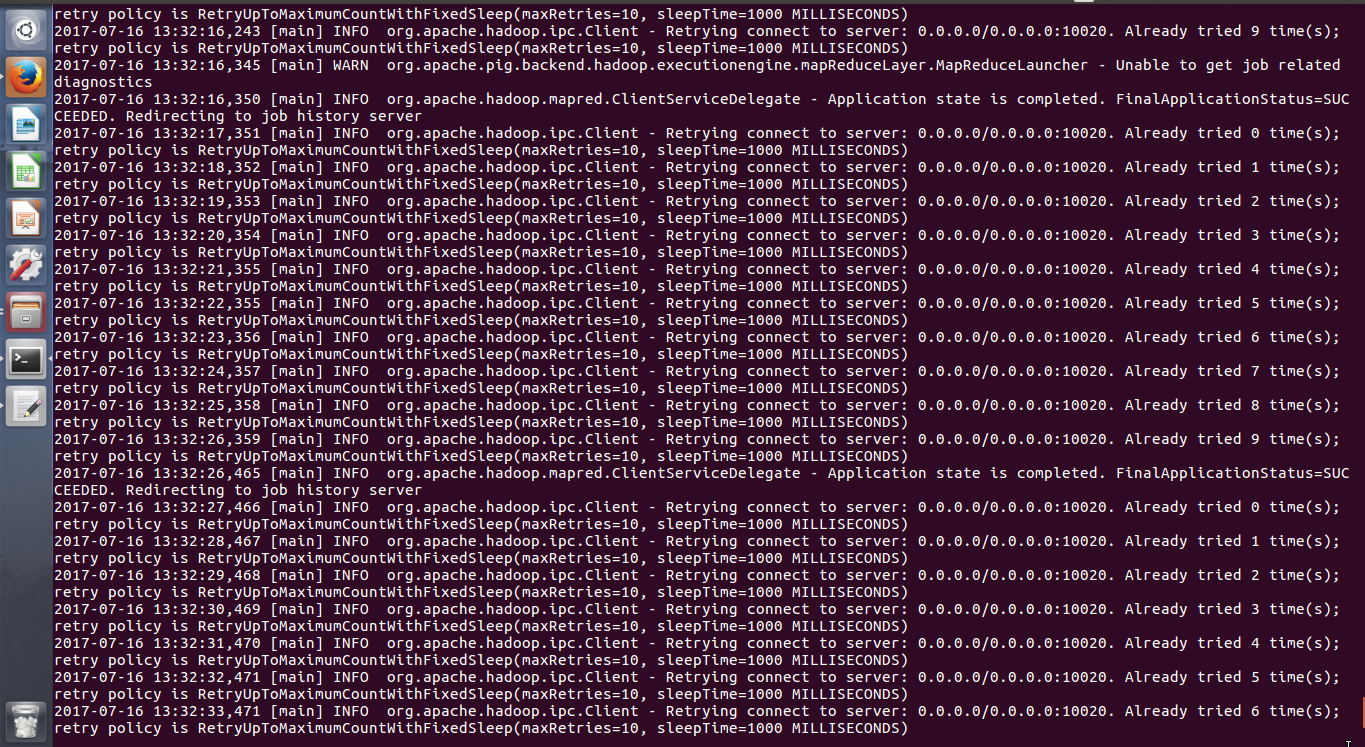 retry policy is RetryUpToMaximumCountWithFixedSleep(maxRetries=10, sleepTime=1000 MILLISECONDS)
2017-07-16 13:32:16,243 [main] INFO  org.apache.hadoop.ipc.Client - Retrying connect to server: 0.0.0.0/0.0.0.0:10020. Already tried 9 time(s);
retry policy is RetryUpToMaximumCountWithFixedSleep(maxRetries=10, sleepTime=1000 MILLISECONDS)
2017-07-16 13:32:16,345 [main] WARN  org.apache.pig.backend.hadoop.executionengine.mapReduceLayer.MapReduceLauncher - Unable to get job related
diagnostics
2017-07-16 13:32:16,350 [main] INFO  org.apache.hadoop.mapred.ClientServiceDelegate - Application state is completed. FinalApplicationStatus=SUC
CEEDED. Redirecting to job history server
2017-07-16 13:32:17,351 [main] INFO  org.apache.hadoop.ipc.Client - Retrying connect to server: 0.0.0.0/0.0.0.0:10020. Already tried 0 time(s);
retry policy is RetryUpToMaximumCountWithFixedSleep(maxRetries=10, sleepTime=1000 MILLISECONDS)
2017-07-16 13:32:18,352 [main] INFO  org.apache.hadoop.ipc.Client - Retrying connect to server: 0.0.0.0/0.0.0.0:10020. Already tried 1 time(s);
retry policy is RetryUpToMaximumCountWithFixedSleep(maxRetries=10, sleepTime=1000 MILLISECONDS)
2017-07-16 13:32:19,353 [main] INFO  org.apache.hadoop.ipc.Client - Retrying connect to server: 0.0.0.0/0.0.0.0:10020. Already tried 2 time(s);
retry policy is RetryUpToMaximumCountWithFixedSleep(maxRetries=10, sleepTime=1000 MILLISECONDS)
2017-07-16 13:32:20,354 [main] INFO  org.apache.hadoop.ipc.Client - Retrying connect to server: 0.0.0.0/0.0.0.0:10020. Already tried 3 time(s);
retry policy is RetryUpToMaximumCountWithFixedSleep(maxRetries=10, sleepTime=1000 MILLISECONDS)
2017-07-16 13:32:21,355 [main] INFO  org.apache.hadoop.ipc.Client - Retrying connect to server: 0.0.0.0/0.0.0.0:10020. Already tried 4 time(s);
retry policy is RetryUpToMaximumCountWithFixedSleep(maxRetries=10, sleepTime=1000 MILLISECONDS)
2017-07-16 13:32:22,355 [main] INFO  org.apache.hadoop.ipc.Client - Retrying connect to server: 0.0.0.0/0.0.0.0:10020. Already tried 5 time(s);
retry policy is RetryUpToMaximumCountWithFixedSleep(maxRetries=10, sleepTime=1000 MILLISECONDS)
2017-07-16 13:32:23,356 [main] INFO  org.apache.hadoop.ipc.Client - Retrying connect to server: 0.0.0.0/0.0.0.0:10020. Already tried 6 time(s);
retry policy is RetryUpToMaximumCountWithFixedSleep(maxRetries=10, sleepTime=1000 MILLISECONDS)
2017-07-16 13:32:24,357 [main] INFO  org.apache.hadoop.ipc.Client - Retrying connect to server: 0.0.0.0/0.0.0.0:10020. Already tried 7 time(s);
retry policy is RetryUpToMaximumCountWithFixedSleep(maxRetries=10, sleepTime=1000 MILLISECONDS)
2017-07-16 13:32:25,358 [main] INFO  org.apache.hadoop.ipc.Client - Retrying connect to server: 0.0.0.0/0.0.0.0:10020. Already tried 8 time(s);
retry policy is RetryUpToMaximumCountWithFixedSleep(maxRetries=10, sleepTime=1000 MILLISECONDS)
2017-07-16 13:32:26,359 [main] INFO  org.apache.hadoop.ipc.Client - Retrying connect to server: 0.0.0.0/0.0.0.0:10020. Already tried 9 time(s);
retry policy is RetryUpToMaximumCountWithFixedSleep(maxRetries=10, sleepTime=1000 MILLISECONDS)
2017-07-16 13:32:26,465 [main] INFO  org.apache.hadoop.mapred.ClientServiceDelegate - Application state is completed. FinalApplicationStatus=SUC
CEEDED. Redirecting to job history server
2017-07-16 13:32:27,466 [main] INFO  org.apache.hadoop.ipc.Client - Retrying connect to server: 0.0.0.0/0.0.0.0:10020. Already tried 0 time(s);
retry policy is RetryUpToMaximumCountWithFixedSleep(maxRetries=10, sleepTime=1000 MILLISECONDS)
2017-07-16 13:32:28,467 [main] INFO  org.apache.hadoop.ipc.Client - Retrying connect to server: 0.0.0.0/0.0.0.0:10020. Already tried 1 time(s);
retry policy is RetryUpToMaximumCountWithFixedSleep(maxRetries=10, sleepTime=1000 MILLISECONDS)
2017-07-16 13:32:29,468 [main] INFO  org.apache.hadoop.ipc.Client - Retrying connect to server: 0.0.0.0/0.0.0.0:10020. Already tried 2 time(s);
retry policy is RetryUpToMaximumCountWithFixedSleep(maxRetries=10, sleepTime=1000 MILLISECONDS)
2017-07-16 13:32:30,469 [main] INFO  org.apache.hadoop.ipc.Client - Retrying connect to server: 0.0.0.0/0.0.0.0:10020. Already tried 3 time(s);
retry policy is RetryUpToMaximumCountWithFixedSleep(maxRetries=10, sleepTime=1000 MILLISECONDS)
2017-07-16 13:32:31,470 [main] INFO  org.apache.hadoop.ipc.Client - Retrying connect to server: 0.0.0.0/0.0.0.0:10020. Already tried 4 time(s);
retry policy is RetryUpToMaximumCountWithFixedSleep(maxRetries=10, sleepTime=1000 MILLISECONDS)
2017-07-16 13:32:32,471 [main] INFO  org.apache.hadoop.ipc.Client - Retrying connect to server: 0.0.0.0/0.0.0.0:10020. Already tried 5 time(s);
retry policy is RetryUpToMaximumCountWithFixedSleep(maxRetries=10, sleepTime=1000 MILLISECONDS)
2017-07-16 13:32:33,471 [main] INFO  org.apache.hadoop.ipc.Client - Retrying connect to server: 0.0.0.0/0.0.0.0:10020. Already tried 6 time(s);
retry policy is RetryUpToMaximumCountWithFixedSleep(maxRetries=10, sleepTime=1000 MILLISECONDS)